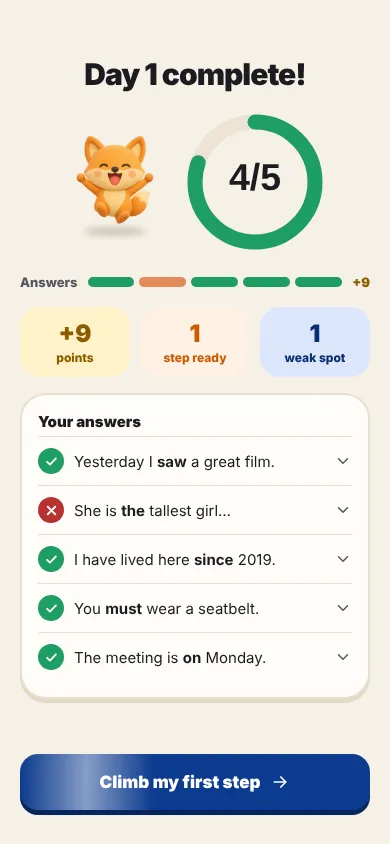 Day 1 complete!
4/5
Answers +9
+9 1 1
points step ready weak spot
Your answers
Yesterday I saw a great film.
She is the tallest girl...
I have lived here since 2019.
You must wear a seatbelt.
The meeting is on Monday.
Climb my first step →